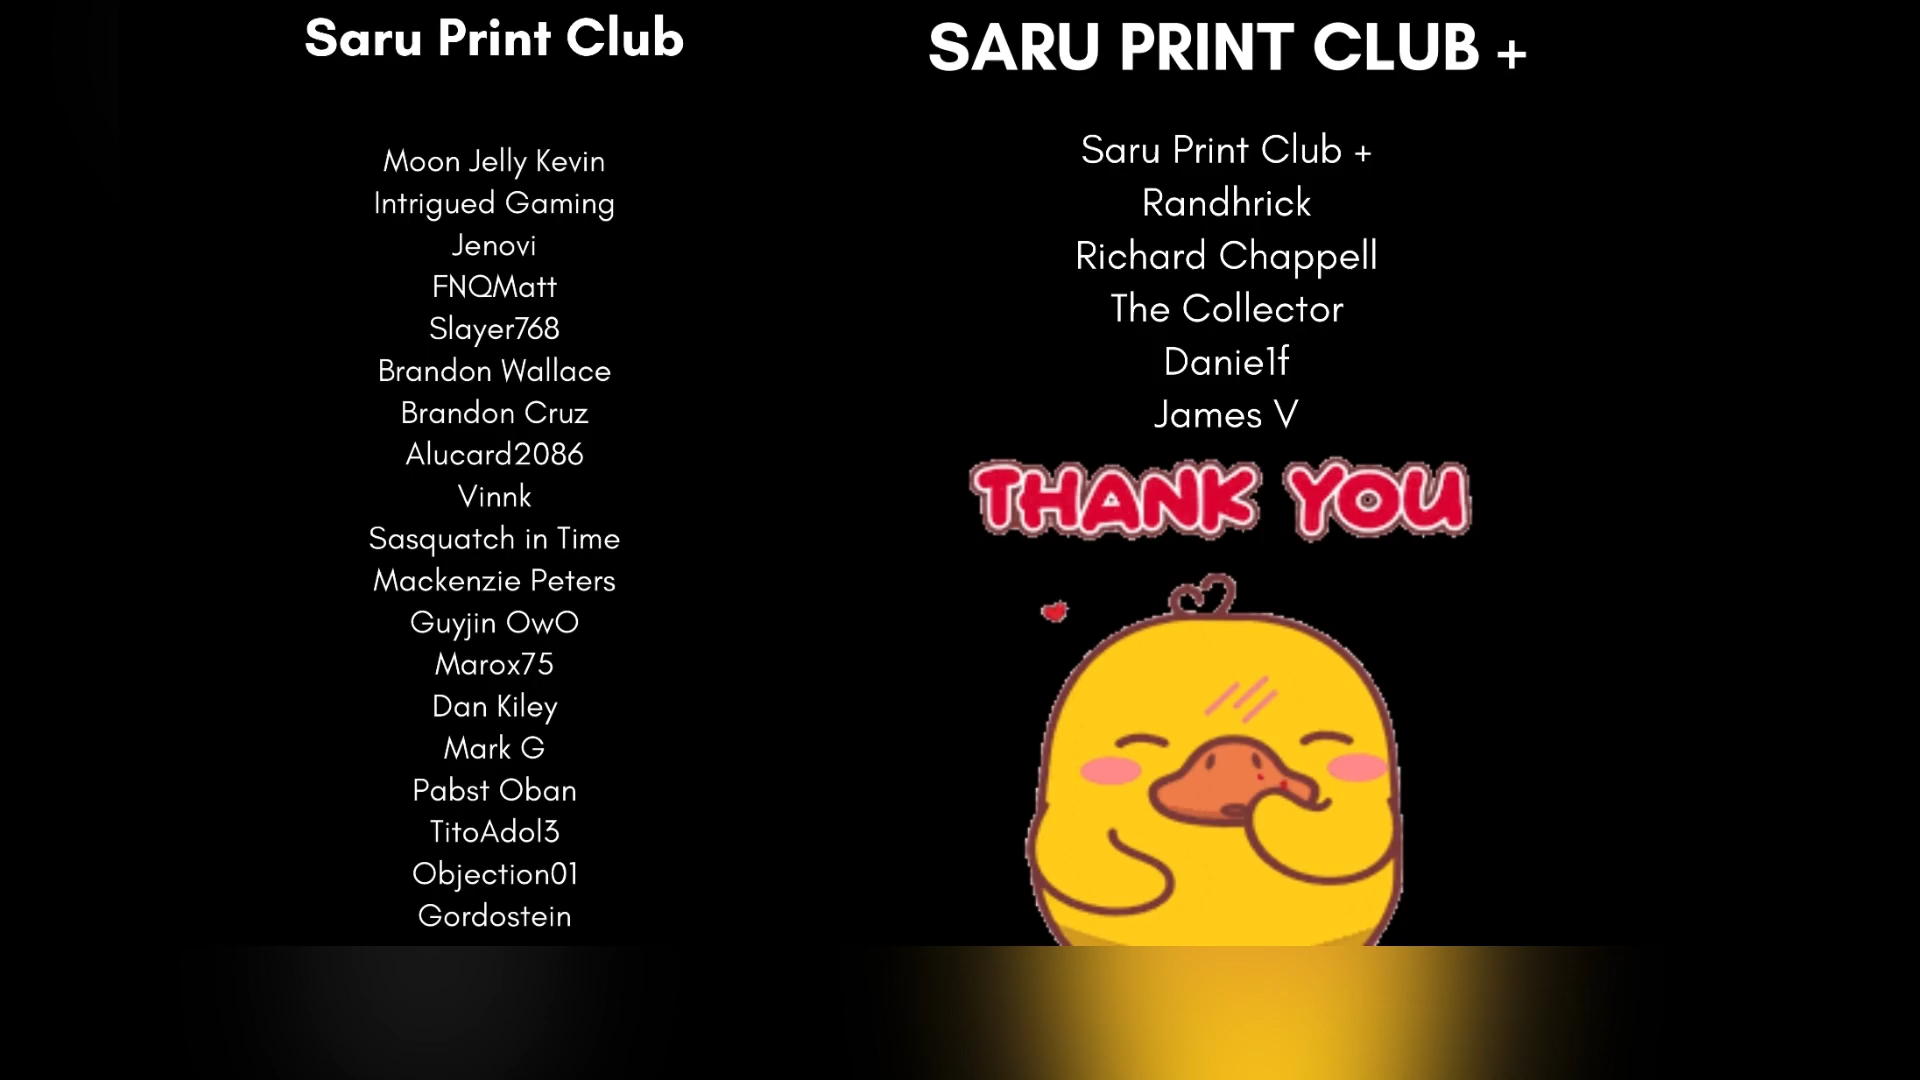 Saru Print Club
Moon Jelly Kevin
Intrigued Gaming
Jenovi
FNQMatt
Slayer768
Brandon Wallace
Brandon Cruz
Alucard2086
Vinnk
Sasquatch in Time
Mackenzie Peters
Guyjin OwO
Marox75
Dan Kiley
Mark G
Pabst Oban
TitoAdol3
Objection01
Gordostein
SARU PRINT CLUB +
Saru Print Club +
Randhrick
Richard Chappell
The Collector
Danie1f
James V
THANK YOU